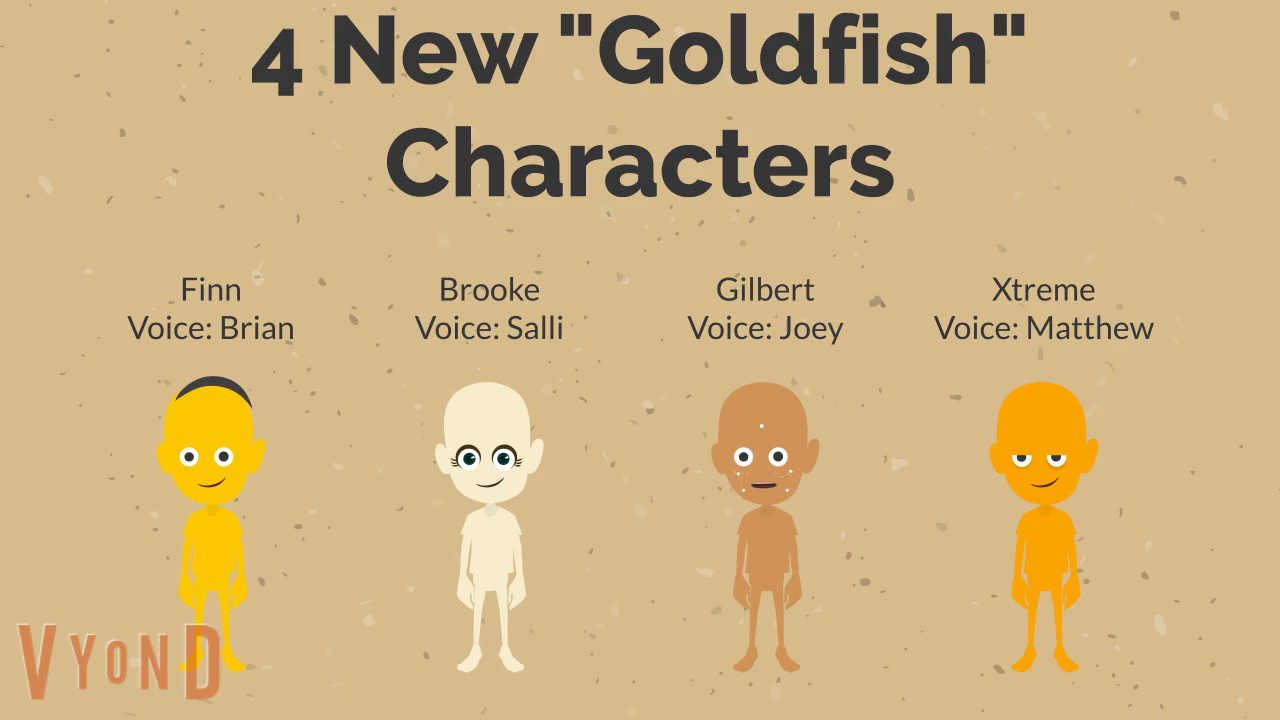 4 New "Goldfish"
Characters
Finn
Voice: Brian
Brooke
Voice: Salli
Gilbert
Voice: Joey
Xtreme
Voice: Matthew
VYOND